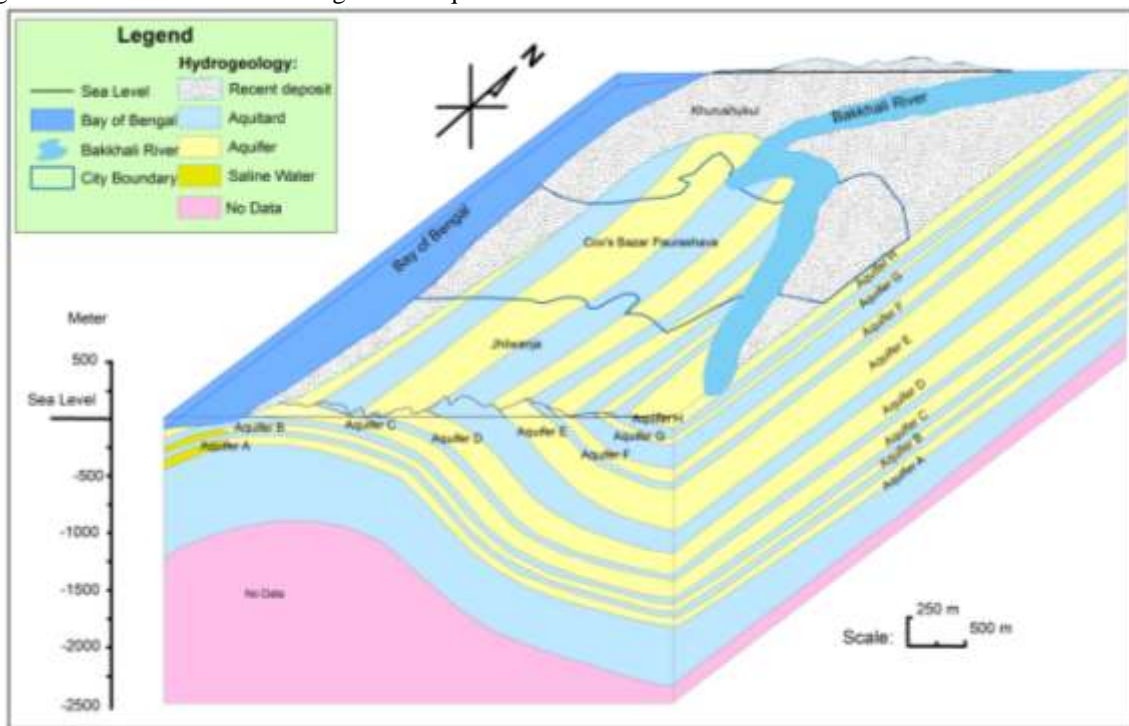 Legend
Hydrogeology:
Sea Level
Recent deposit
Bay of Bengal
Aquitard
Bakkhali River
Aquifer
City Boundary
Saline Water
No Data
N
Khurushkul
Bakkhali River
Bay of Bengal
Cox's Bazar Paurashava
Jhilwanja
Aquifer H
Aquifer G
Aquifer F
Aquifer E
Aquifer D
Aquifer C
Aquifer B
Aquifer A
Meter
500
Sea Level
-500
-1000
-1500
-2000
-2500
Aquifer B
Aquifer A
Aquifer C
Aquifer D
Aquifer E
Aquifer F
Aquifer G
Aquifer H
No Data
Scale:
250 m
500 m